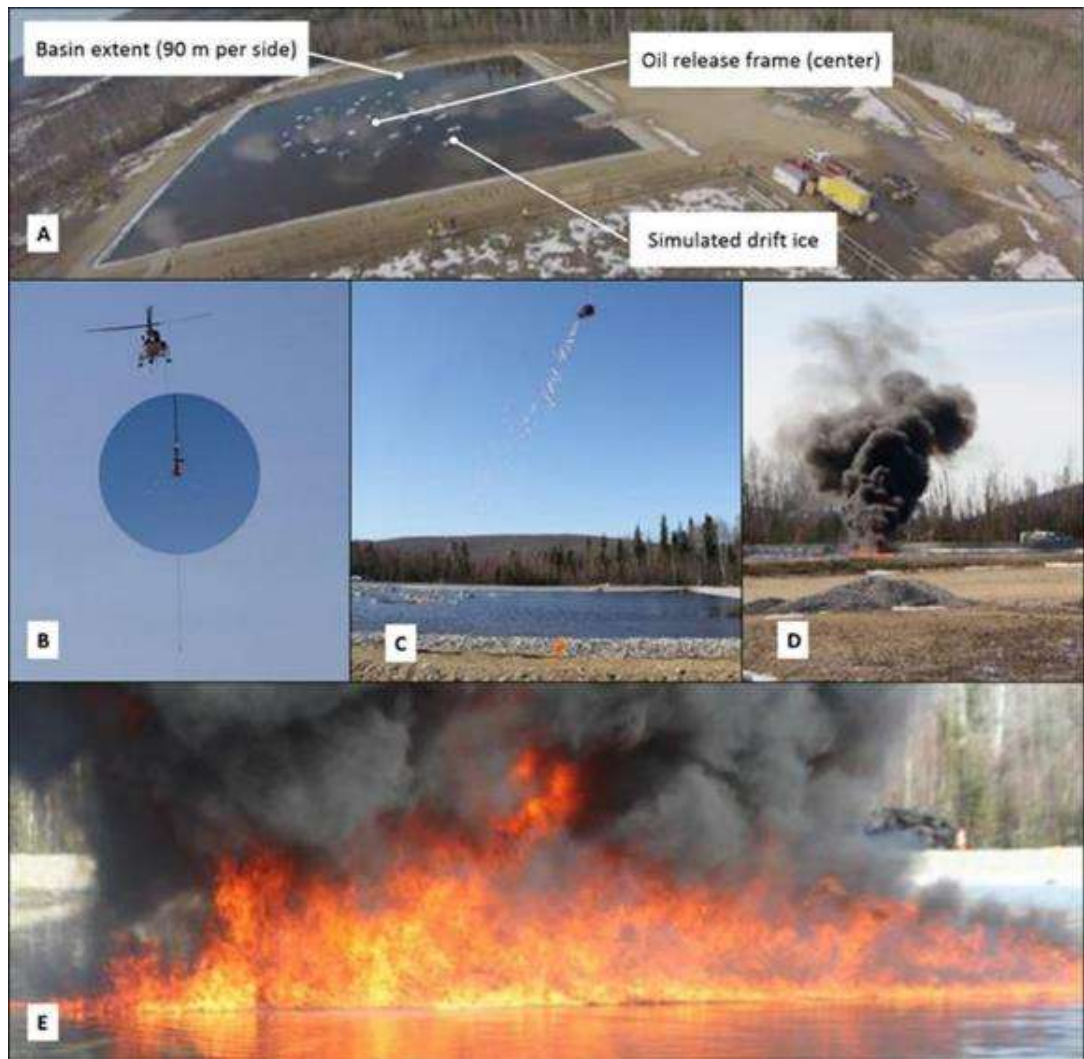 Basin extent (90 m per side)
Oil release frame (center)
Simulated drift ice
A
B
C
D
E